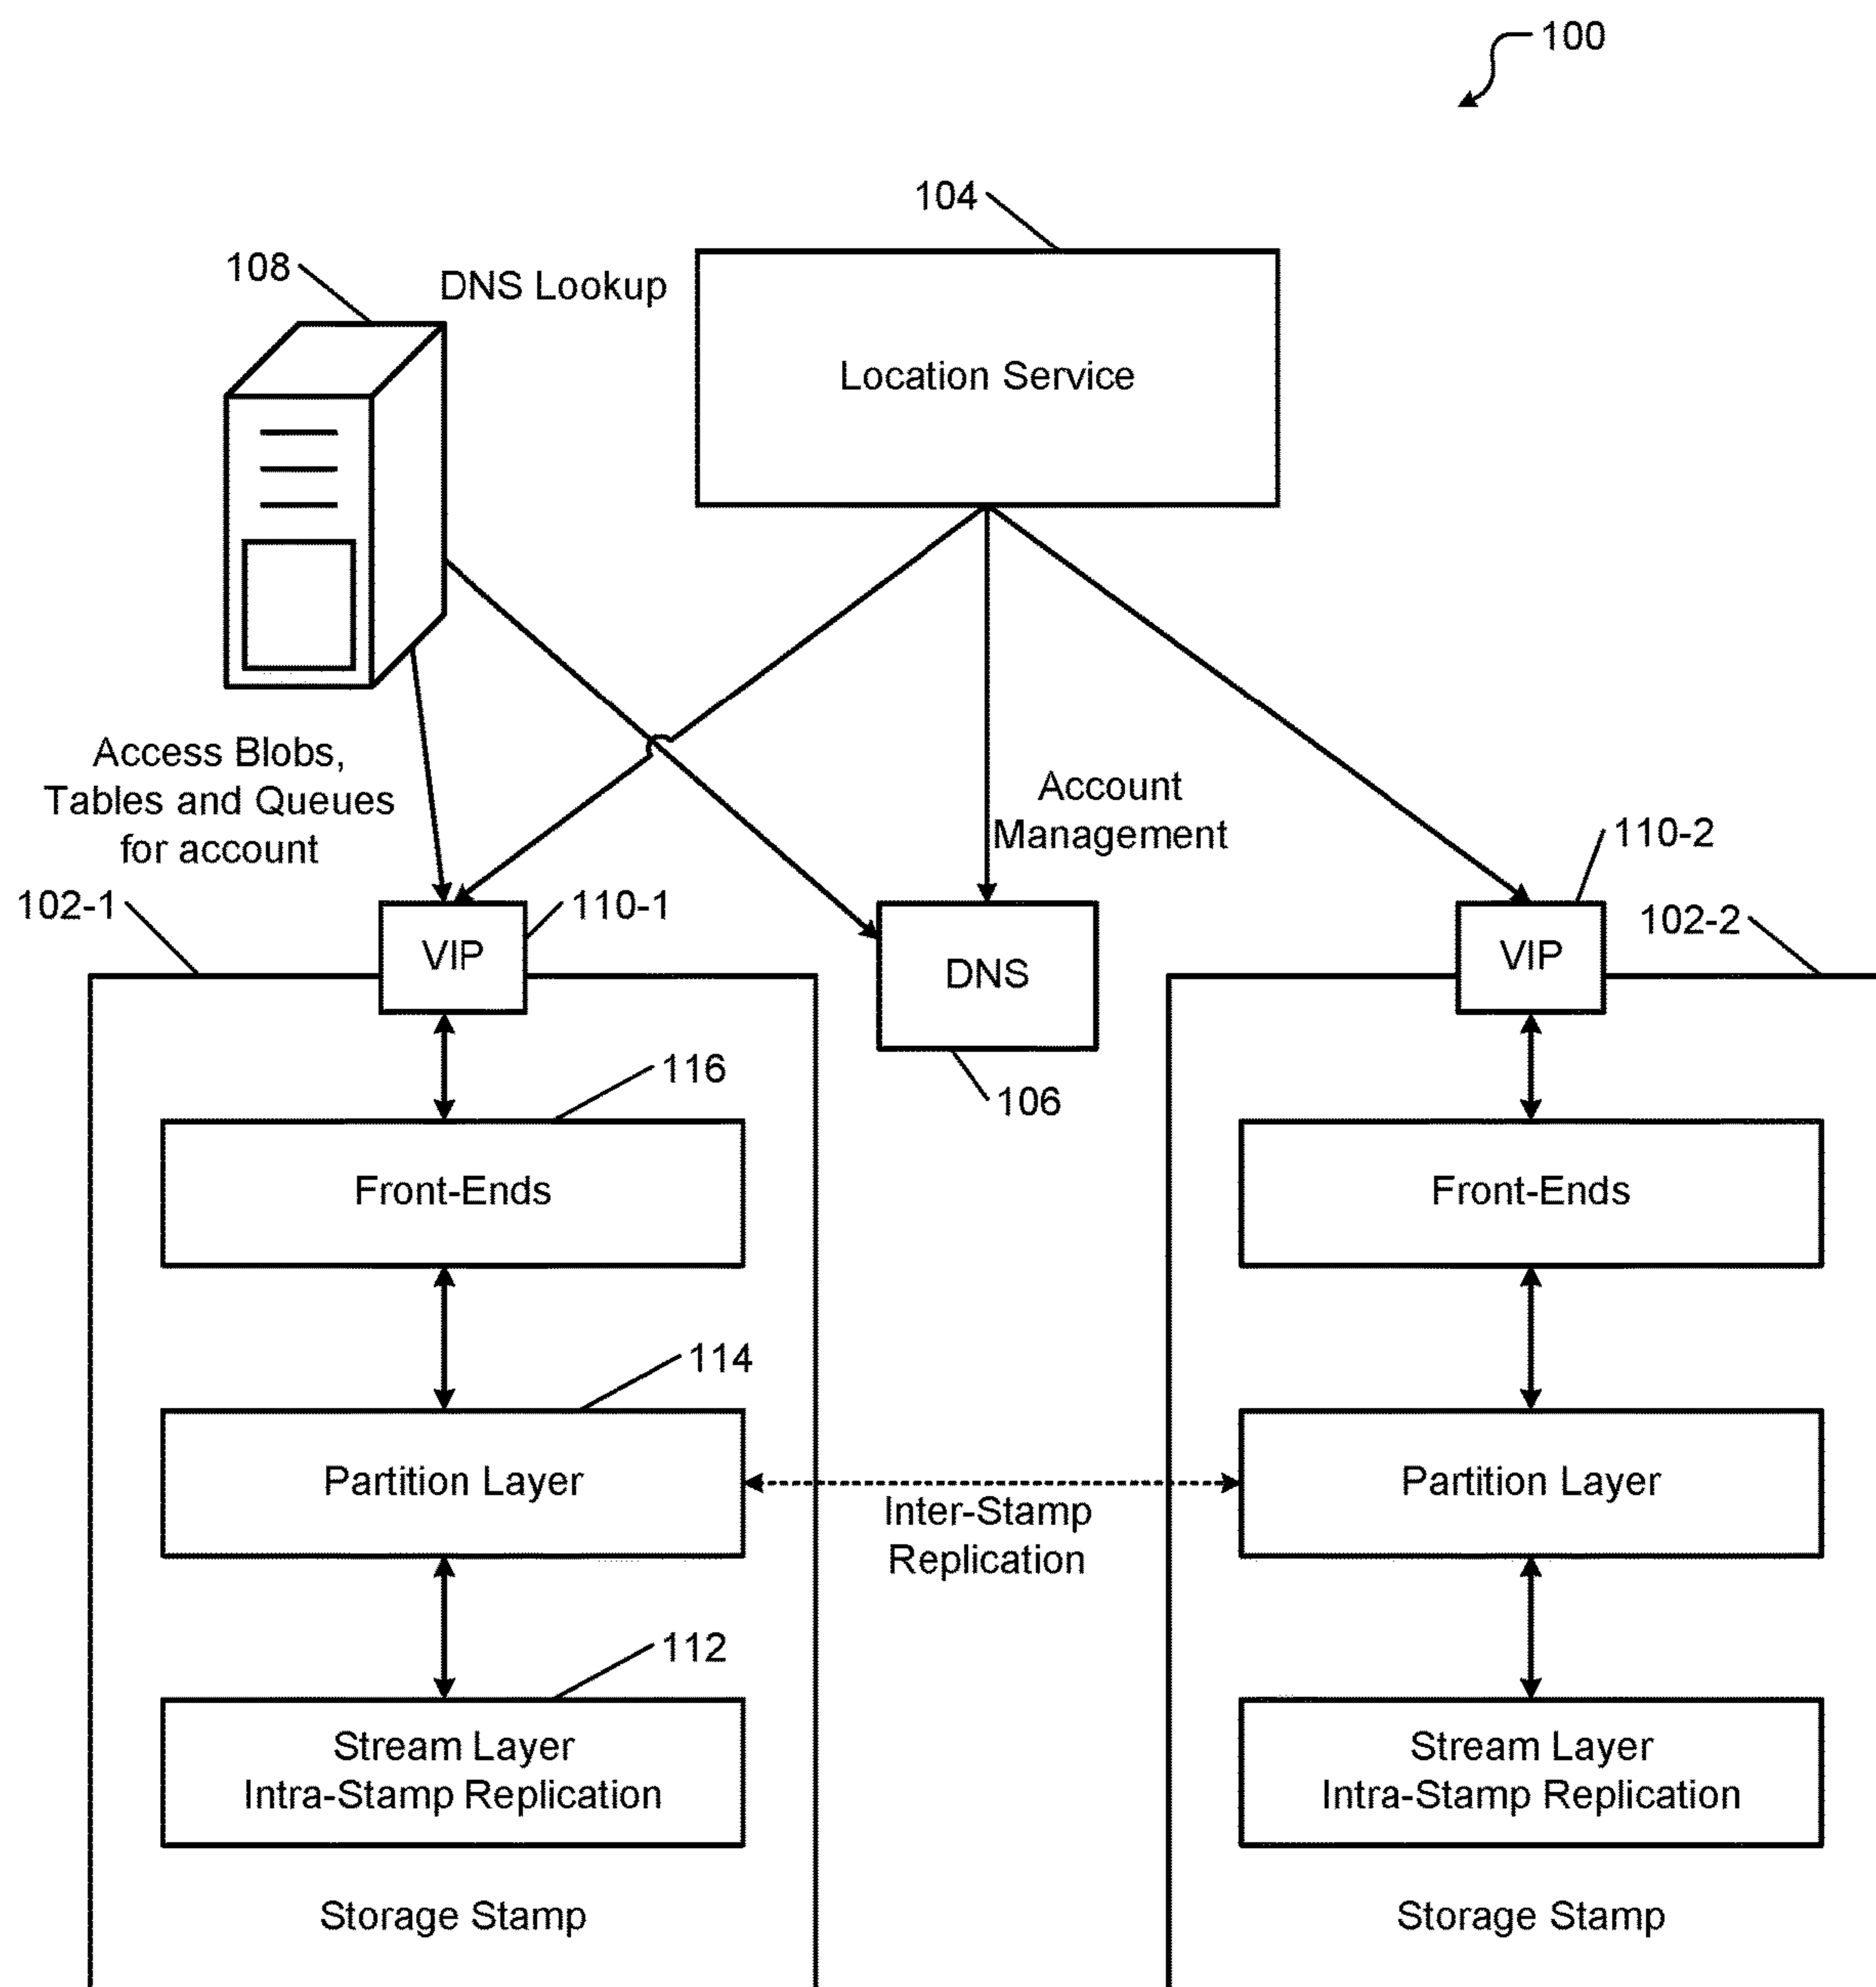 100
104
108
DNS Lookup
Location Service
Access Blobs,
Tables and Queues
for account
Account
Management
110-2
102-1
110-1
102-2
VIP
DNS
VIP
116
106
Front-Ends
Front-Ends
114
Partition Layer
Partition Layer
Inter-Stamp
Replication
112
Stream Layer
Intra-Stamp Replication
Stream Layer
Intra-Stamp Replication
Storage Stamp
Storage Stamp